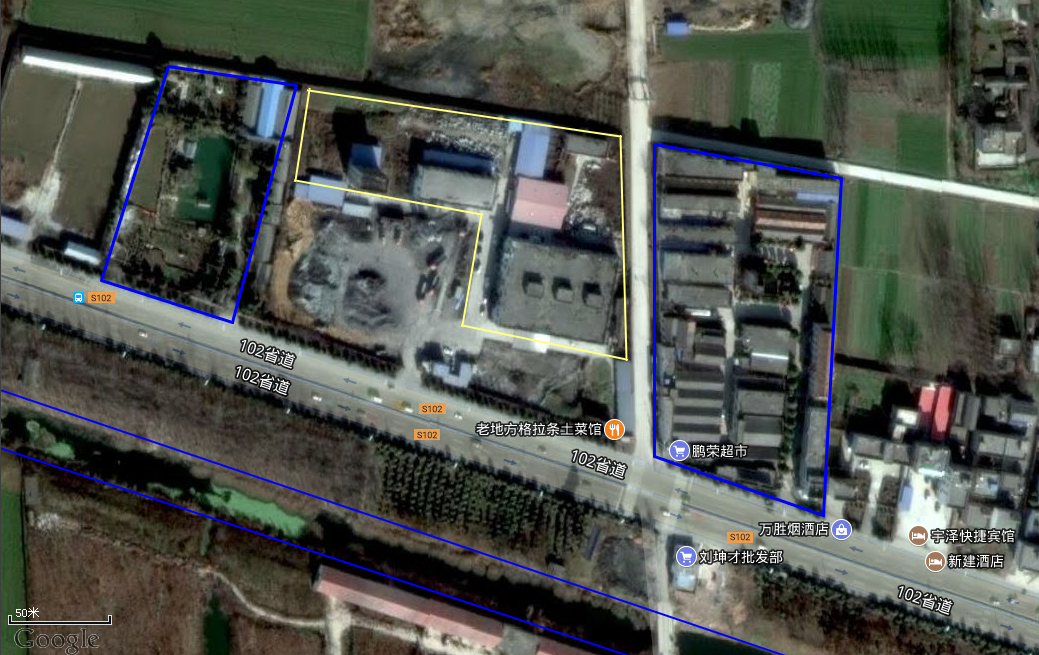 S102
102省道
102省道
S102
老地方格拉条土菜馆
S102
102省道
鹏荣超市
万胜烟酒店
S102
宇泽快捷宾馆
刘坤才批发部
新建酒店
102省道
50米
Google